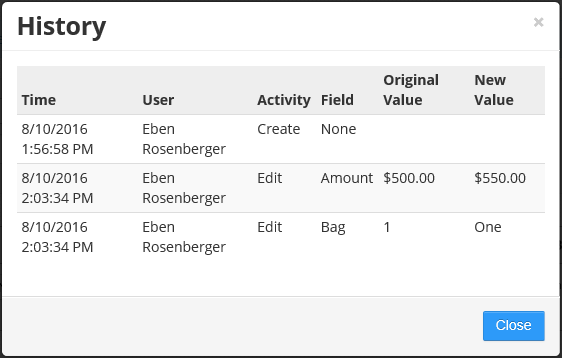 History ×
Original New
Time User Activity Field Value Value
8/10/2016 Eben Create None
1:56:58 PM Rosenberger
8/10/2016 Eben Edit Amount $500.00 $550.00
2:03:34 PM Rosenberger
8/10/2016 Eben Edit Bag 1 One
2:03:34 PM Rosenberger
Close